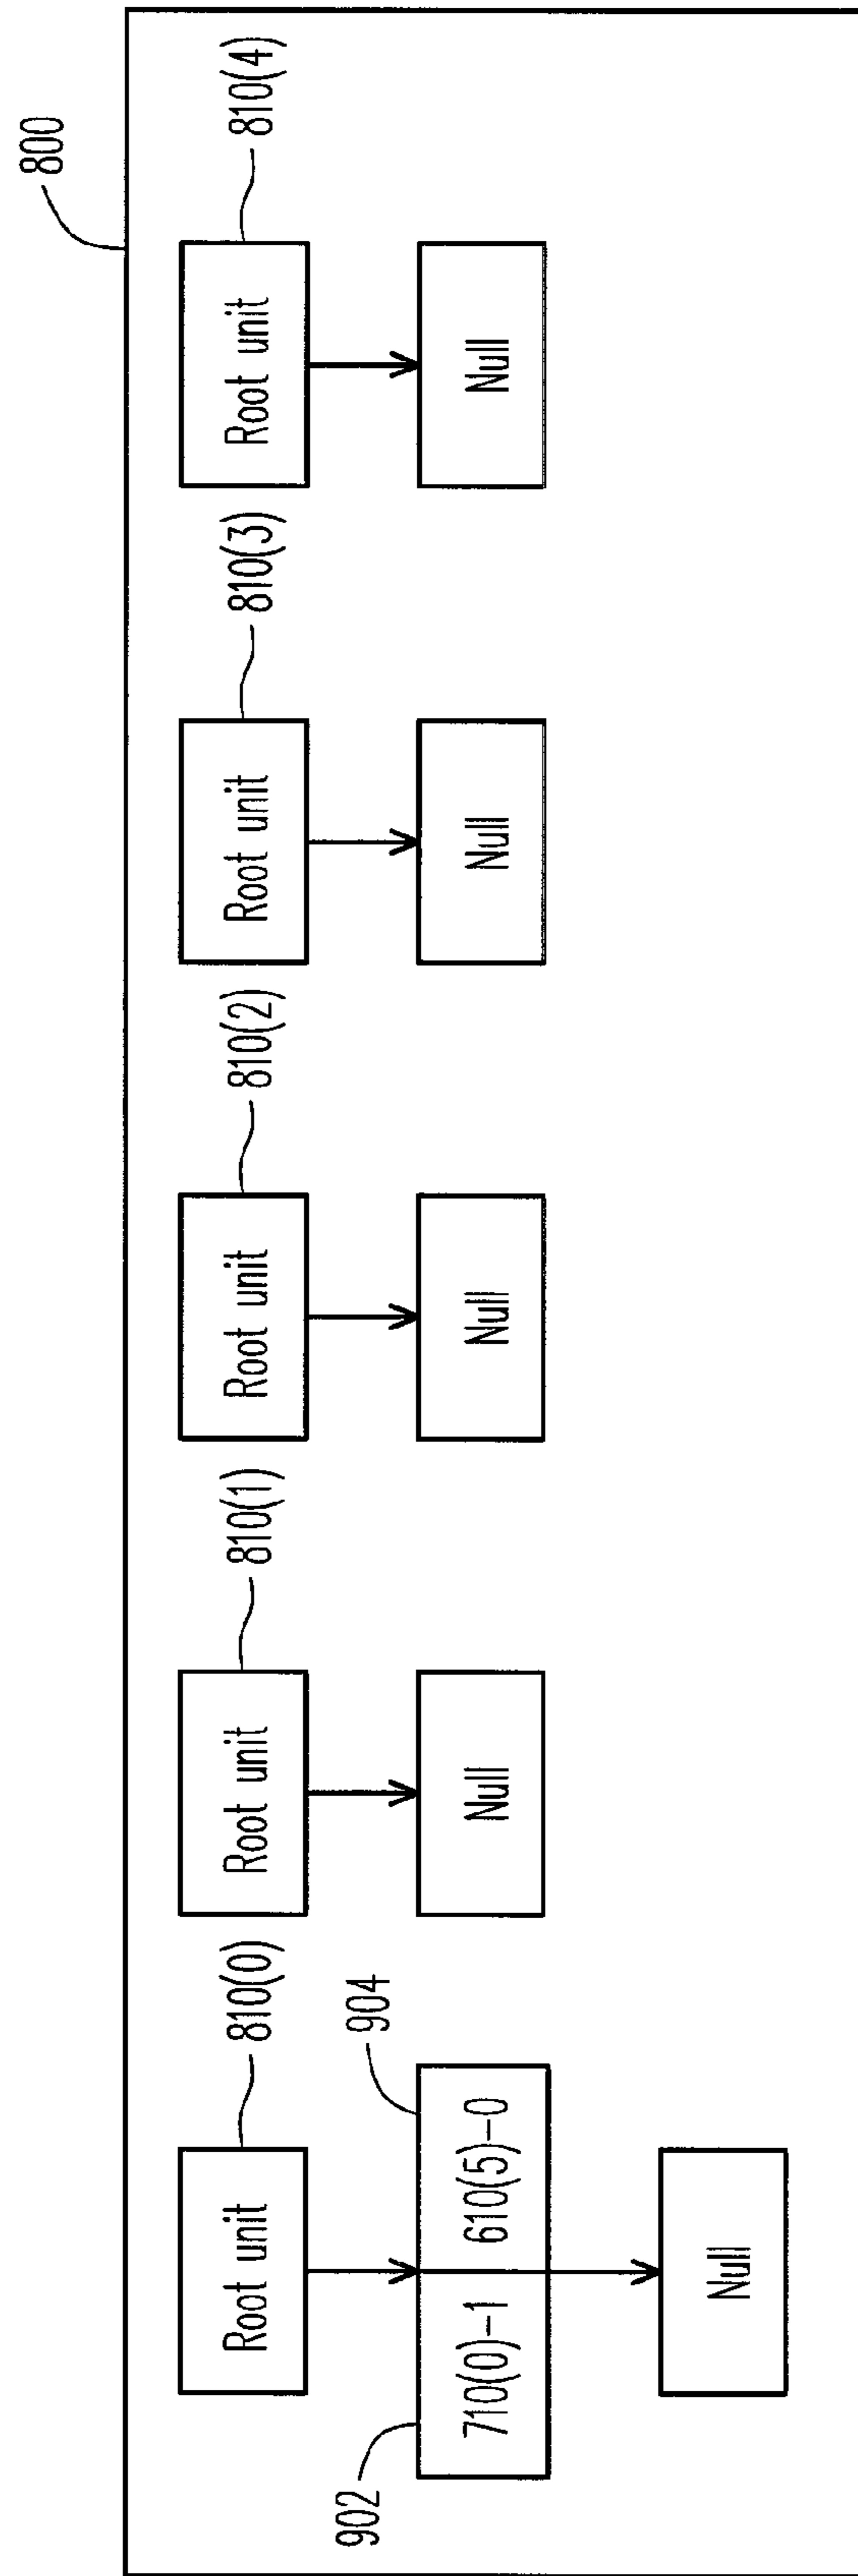 800
810(0)
810(1)
810(2)
810(3)
810(4)
Root unit
Root unit
Root unit
Root unit
Root unit
904
902
710(0)–1
610(5)–0
Null
Null
Null
Null
Null